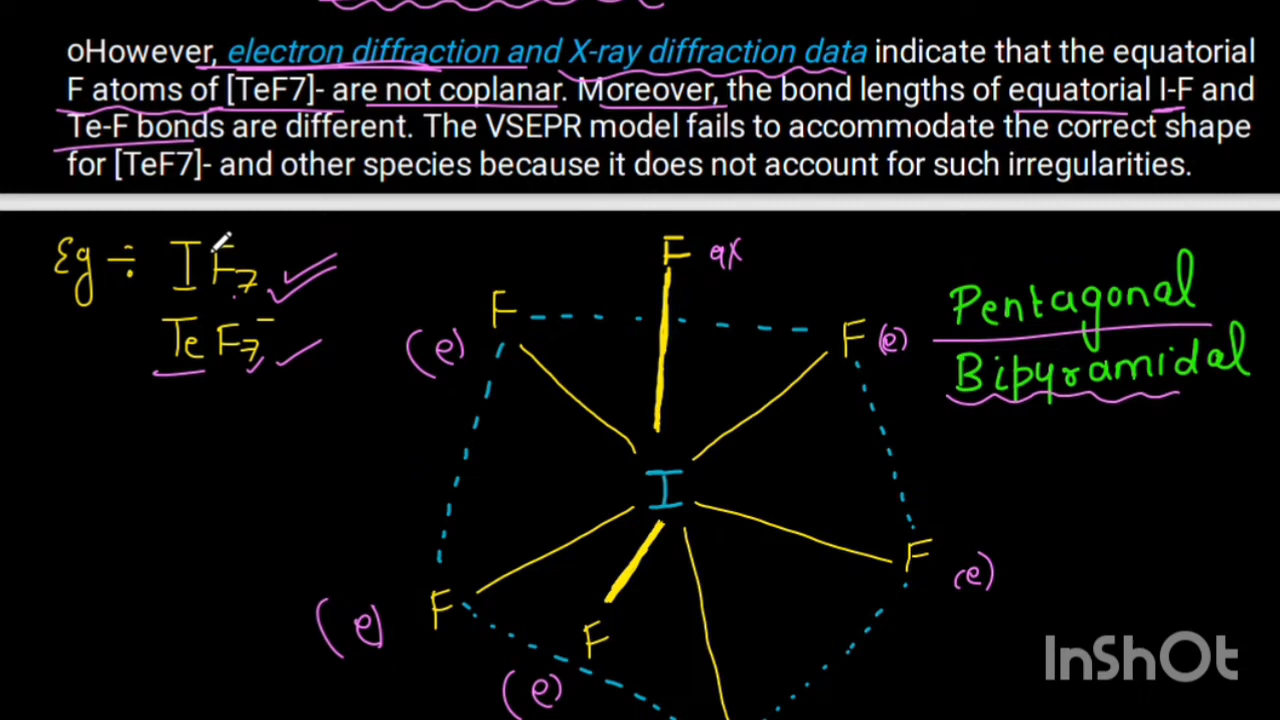 oHowever, electron diffraction and X-ray diffraction data indicate that the equatorial
F atoms of [TeF7]- are not coplanar. Moreover, the bond lengths of equatorial I-F and
Te-F bonds are different. The VSEPR model fails to accommodate the correct shape
for [TeF7]- and other species because it does not account for such irregularities.
Eg ÷ IF₇
TeF₇⁻
F ax
F
(e)
F (e)
Pentagonal
Bipyramidal
I
F
(e)
F
(e)
F
(e)
InShOt